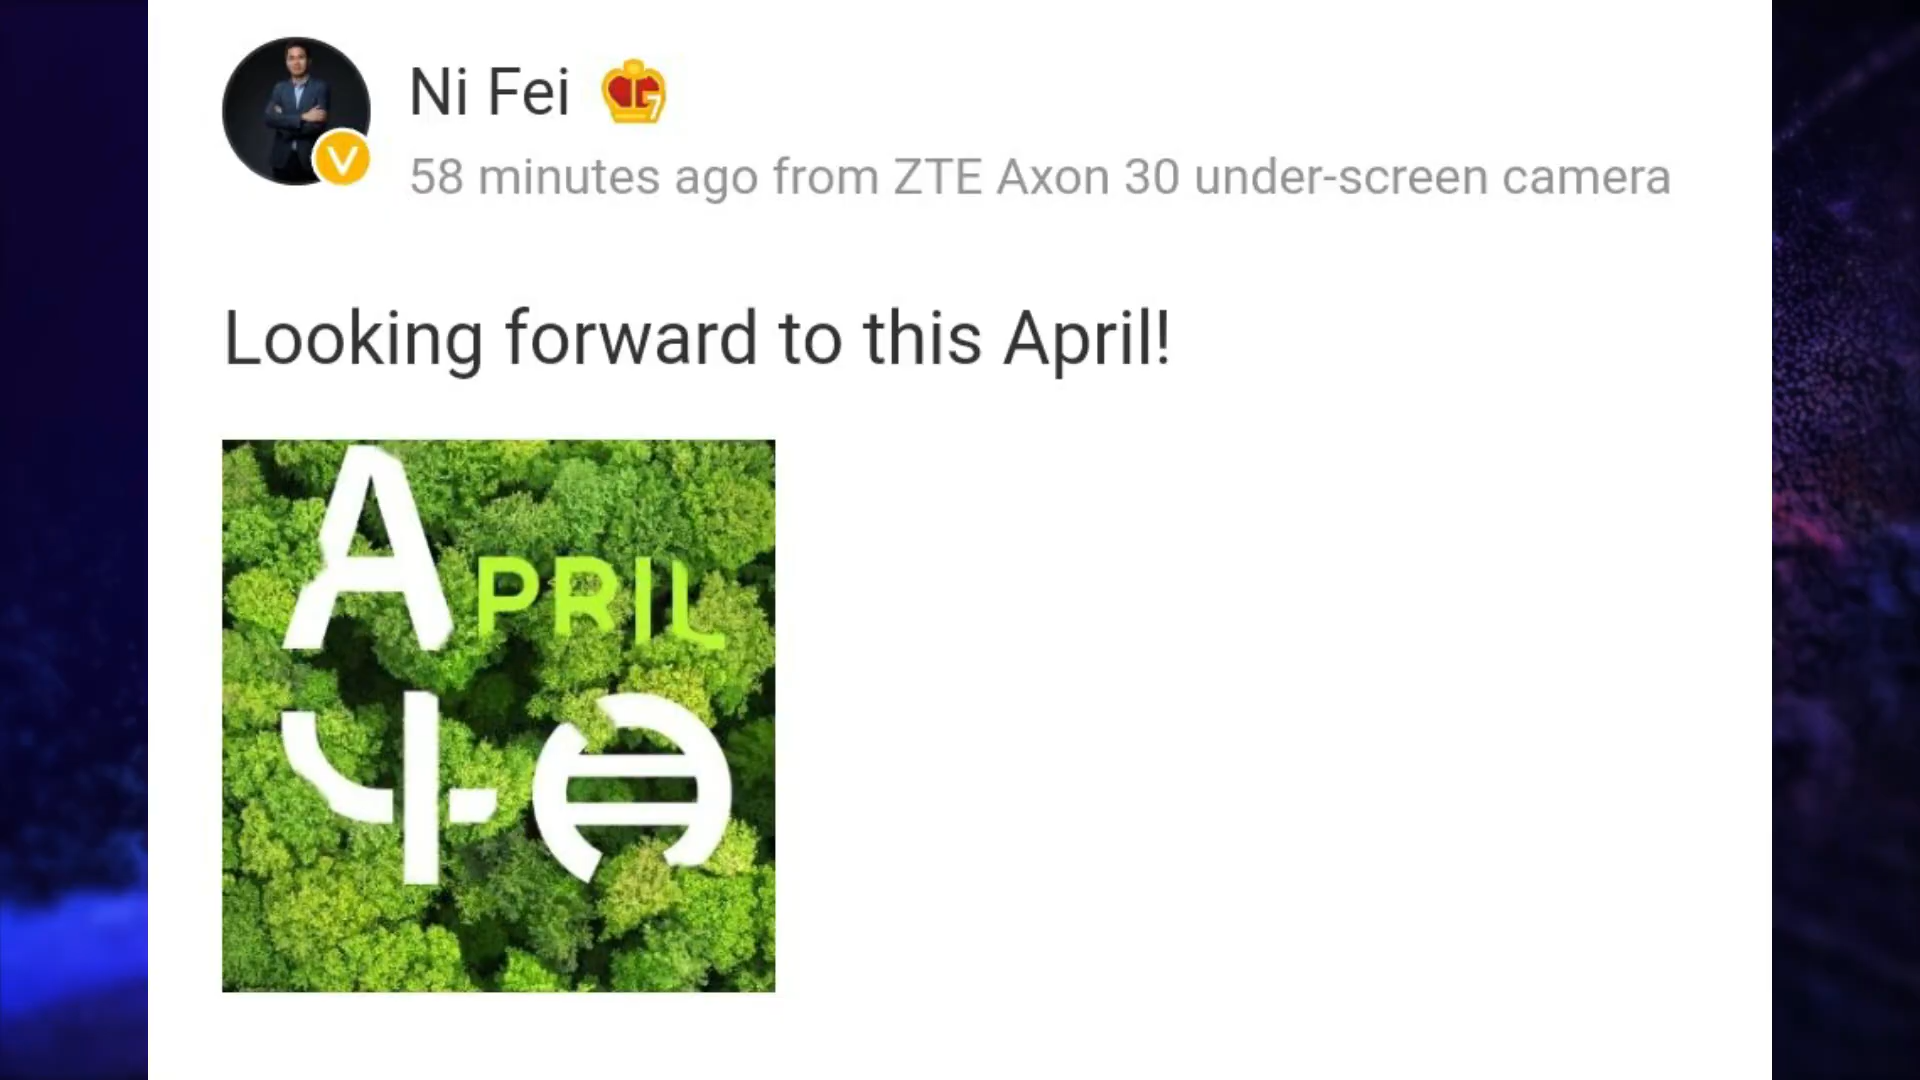 Ni Fei
58 minutes ago from ZTE Axon 30 under-screen camera
Looking forward to this April!
APRIL
4月